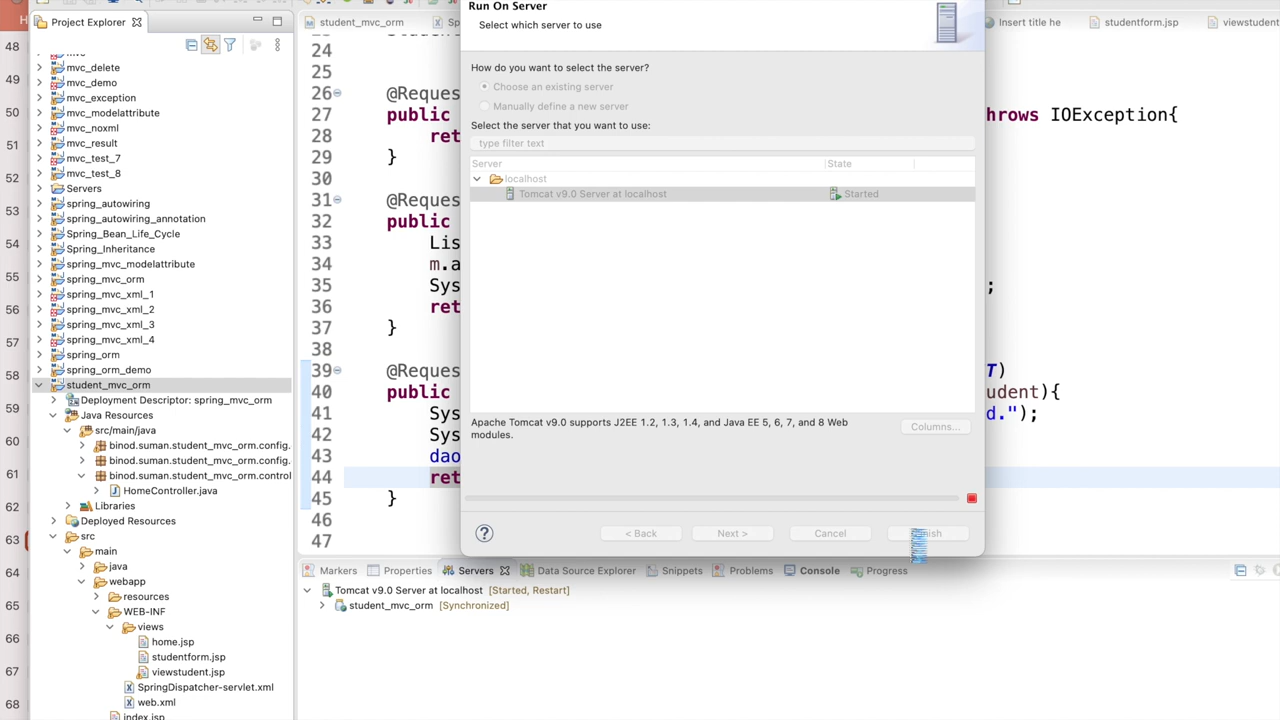 Run On Server
Select which server to use
Project Explorer
student_mvc_orm
Insert title he
studentform.jsp
viewstudent
48
49
50
51
52
53
54
55
56
57
58
59
60
61
62
63
64
65
66
67
68
mvc_delete
mvc_demo
mvc_exception
mvc_modelattribute
mvc_noxml
mvc_result
mvc_test_7
mvc_test_8
Servers
spring_autowiring
spring_autowiring_annotation
Spring_Bean_Life_Cycle
Spring_Inheritance
spring_mvc_modelattribute
spring_mvc_orm
spring_mvc_xml_1
spring_mvc_xml_2
spring_mvc_xml_3
spring_mvc_xml_4
spring_orm
spring_orm_demo
student_mvc_orm
Deployment Descriptor: spring_mvc_orm
Java Resources
src/main/java
binod.suman.student_mvc_orm.config.
binod.suman.student_mvc_orm.config.
binod.suman.student_mvc_orm.control
HomeController.java
Libraries
Deployed Resources
src
main
java
webapp
resources
WEB-INF
views
home.jsp
studentform.jsp
viewstudent.jsp
SpringDispatcher-servlet.xml
web.xml
index.jsp
24
25
26 @Reques
27 public hrows IOException{
28 ret
29 }
30
31 @Reques
32 public
33 Lis
34 m.a
35 Sys ;
36 ret
37 }
38
39 @Reques T)
40 public udent){
41 Sys d.");
42 Sys
43 dao
44 ret
45 }
46
47
How do you want to select the server?
Choose an existing server
Manually define a new server
Select the server that you want to use:
type filter text
Server State
localhost
Tomcat v9.0 Server at localhost Started
Apache Tomcat v9.0 supports J2EE 1.2, 1.3, 1.4, and Java EE 5, 6, 7, and 8 Web
modules.
Columns...
? < Back Next > Cancel
Markers Properties Servers Data Source Explorer Snippets Problems Console Progress
Tomcat v9.0 Server at localhost [Started, Restart]
student_mvc_orm [Synchronized]